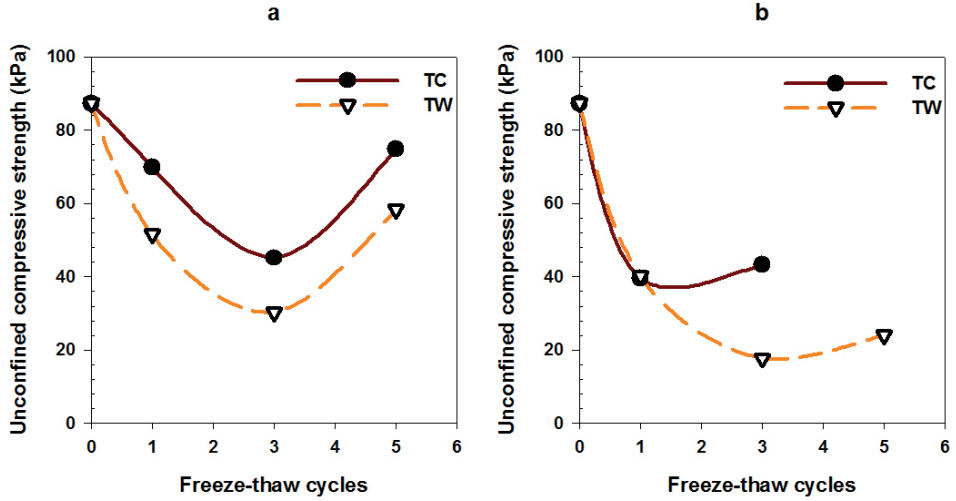 a
Unconfined compressive strength (kPa)
100
80
60
40
20
0
TC
TW
0 1 2 3 4 5 6
Freeze-thaw cycles
b
Unconfined compressive strength (kPa)
100
80
60
40
20
0
TC
TW
0 1 2 3 4 5 6
Freeze-thaw cycles